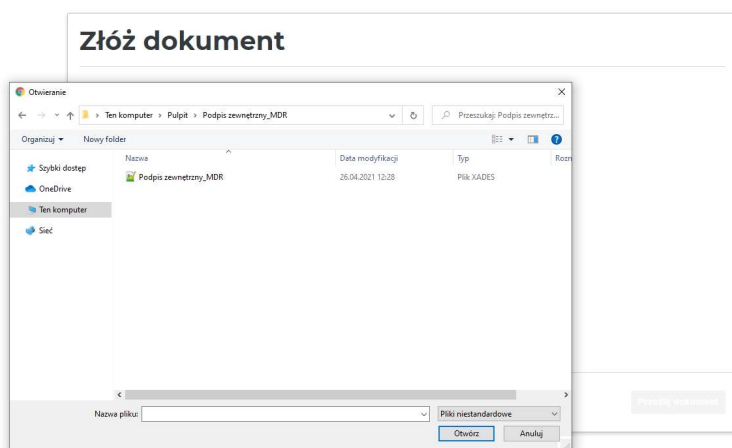 Złóż dokument
Otwieranie
Ten komputer > Pulpit > Podpis zewnętrzny_MDR
Przeszukaj: Podpis zewnętrz...
Organizuj Nowy folder
Nazwa Data modyfikacji Typ Rozm
Szybki dostęp
Podpis zewnętrzny_MDR 26.04.2021 12:28 Plik XADES
OneDrive
Ten komputer
Sieć
Prześlij dokument
Nazwa pliku: Pliki niestandardowe
Otwórz Anuluj